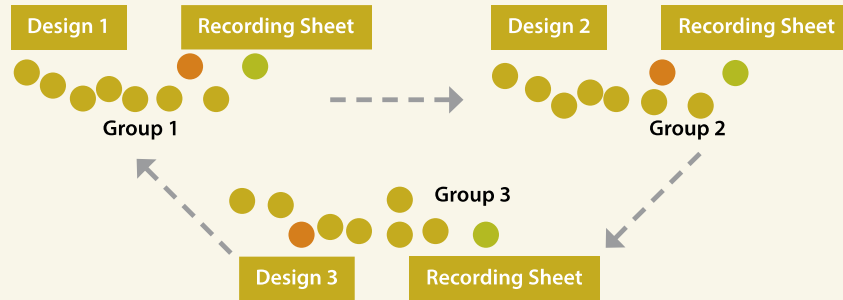 Design 1
Recording Sheet
Design 2
Recording Sheet
Group 1
Group 2
Group 3
Design 3
Recording Sheet